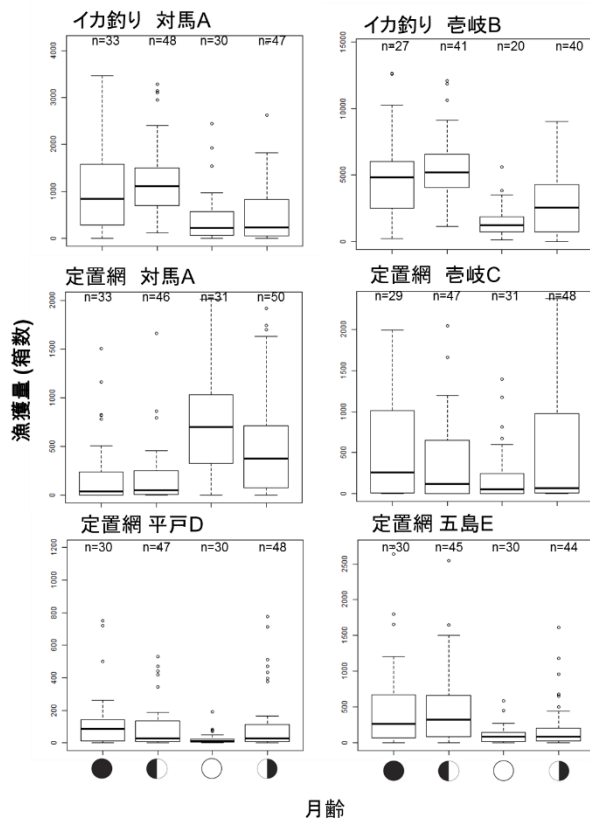 イカ釣り 対馬A
n=33 n=48 n=30 n=47
4000
3000
2000
1000
0
イカ釣り 壱岐B
n=27 n=41 n=20 n=40
15000
10000
5000
0
定置網 対馬A
n=33 n=46 n=31 n=50
2000
1500
1000
500
0
定置網 壱岐C
n=29 n=47 n=31 n=48
2000
1500
1000
500
0
定置網 平戸D
n=30 n=47 n=30 n=48
1200
1000
800
600
400
200
0
定置網 五島E
n=30 n=45 n=30 n=44
2500
2000
1500
1000
500
0
漁獲量 (箱数)
月齢